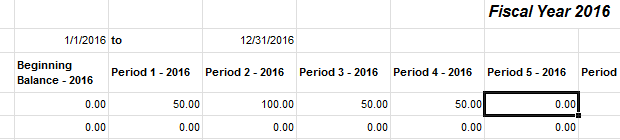 Fiscal Year 2016
1/1/2016 to 12/31/2016
Beginning Balance - 2016 Period 1 - 2016 Period 2 - 2016 Period 3 - 2016 Period 4 - 2016 Period 5 - 2016 Period
0.00 50.00 100.00 50.00 50.00 0.00
0.00 0.00 0.00 0.00 0.00 0.00